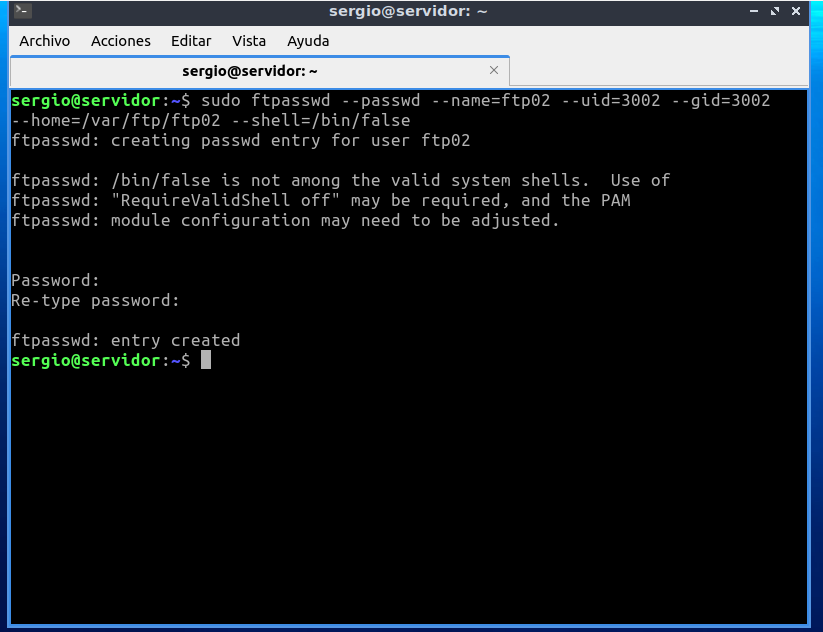 sergio@servidor: ~
Archivo Acciones Editar Vista Ayuda
sergio@servidor: ~
sergio@servidor:~$ sudo ftpasswd --passwd --name=ftp02 --uid=3002 --gid=3002
--home=/var/ftp/ftp02 --shell=/bin/false
ftpasswd: creating passwd entry for user ftp02
ftpasswd: /bin/false is not among the valid system shells.  Use of
ftpasswd: "RequireValidShell off" may be required, and the PAM
ftpasswd: module configuration may need to be adjusted.
Password:
Re-type password:
ftpasswd: entry created
sergio@servidor:~$